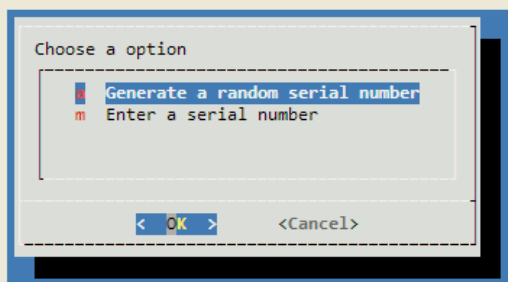 Choose a option
a Generate a random serial number
m Enter a serial number
< OK > <Cancel>